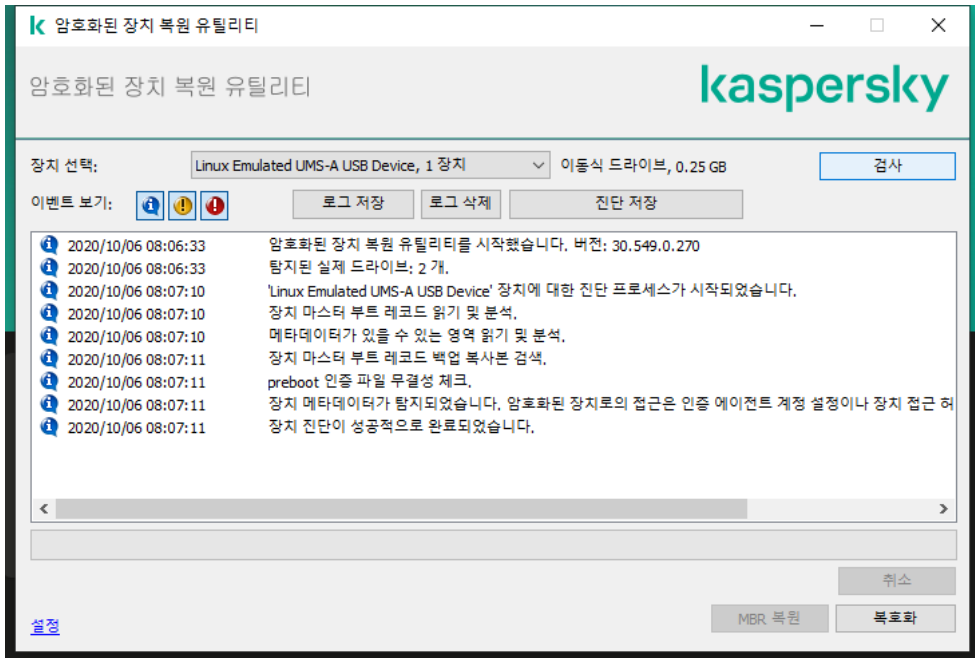 암호화된 장치 복원 유틸리티
암호화된 장치 복원 유틸리티
kaspersky
장치 선택: Linux Emulated UMS-A USB Device, 1 장치 이동식 드라이브, 0.25 GB 검사
이벤트 보기: 로그 저장 로그 삭제 진단 저장
2020/10/06 08:06:33 암호화된 장치 복원 유틸리티를 시작했습니다. 버전: 30.549.0.270
2020/10/06 08:06:33 탐지된 실제 드라이브: 2 개.
2020/10/06 08:07:10 'Linux Emulated UMS-A USB Device' 장치에 대한 진단 프로세스가 시작되었습니다.
2020/10/06 08:07:10 장치 마스터 부트 레코드 읽기 및 분석.
2020/10/06 08:07:10 메타데이터가 있을 수 있는 영역 읽기 및 분석.
2020/10/06 08:07:11 장치 마스터 부트 레코드 백업 복사본 검색.
2020/10/06 08:07:11 preboot 인증 파일 무결성 체크.
2020/10/06 08:07:11 장치 메타데이터가 탐지되었습니다. 암호화된 장치로의 접근은 인증 에이전트 계정 설정이나 장치 접근 허
2020/10/06 08:07:11 장치 진단이 성공적으로 완료되었습니다.
취소
설정 MBR 복원 복호화